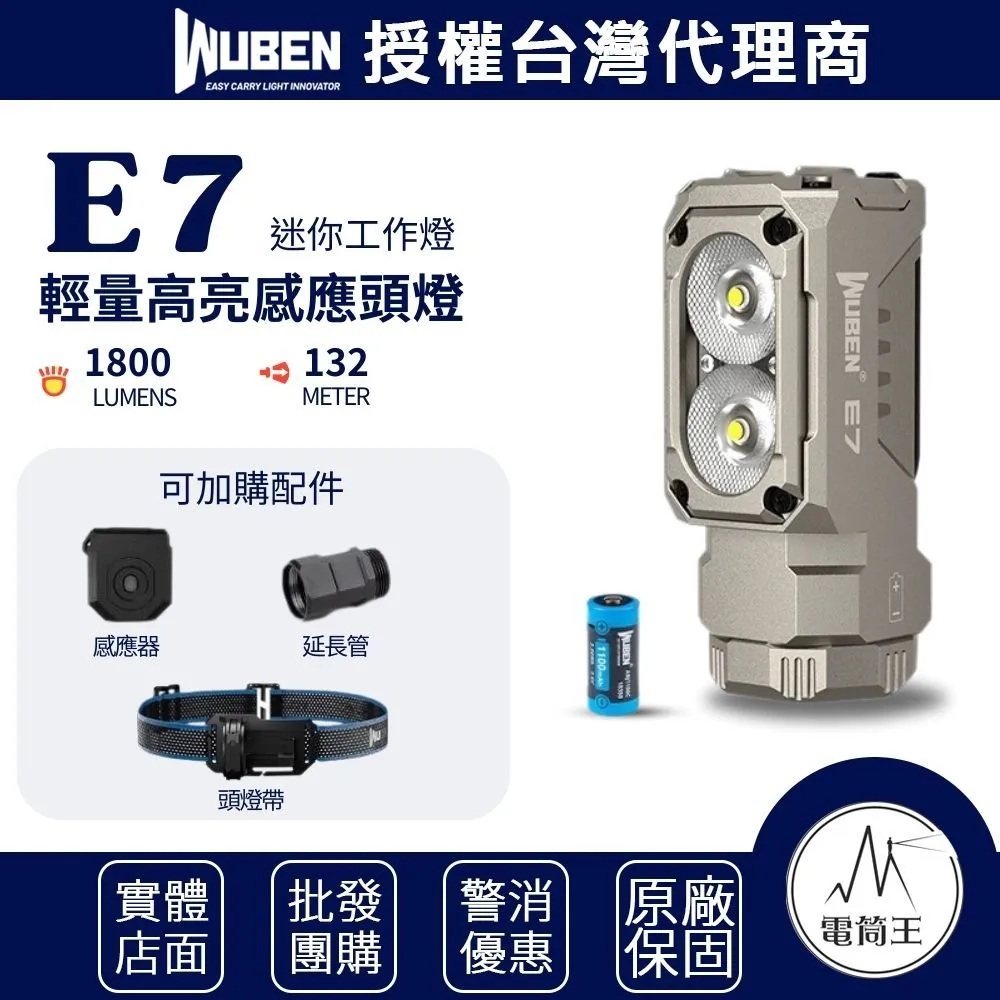 WUBEN
EASY CARRY LIGHT INNOVATOR
授權台灣代理商
E7
迷你工作燈
輕量高亮感應頭燈
1800
LUMENS
132
METER
可加購配件
感應器
延長管
頭燈帶
WUBEN
WUBEN® E7
WUBEN
1100mAh
實體
店面
批發
團購
警消
優惠
原廠
保固
電筒王